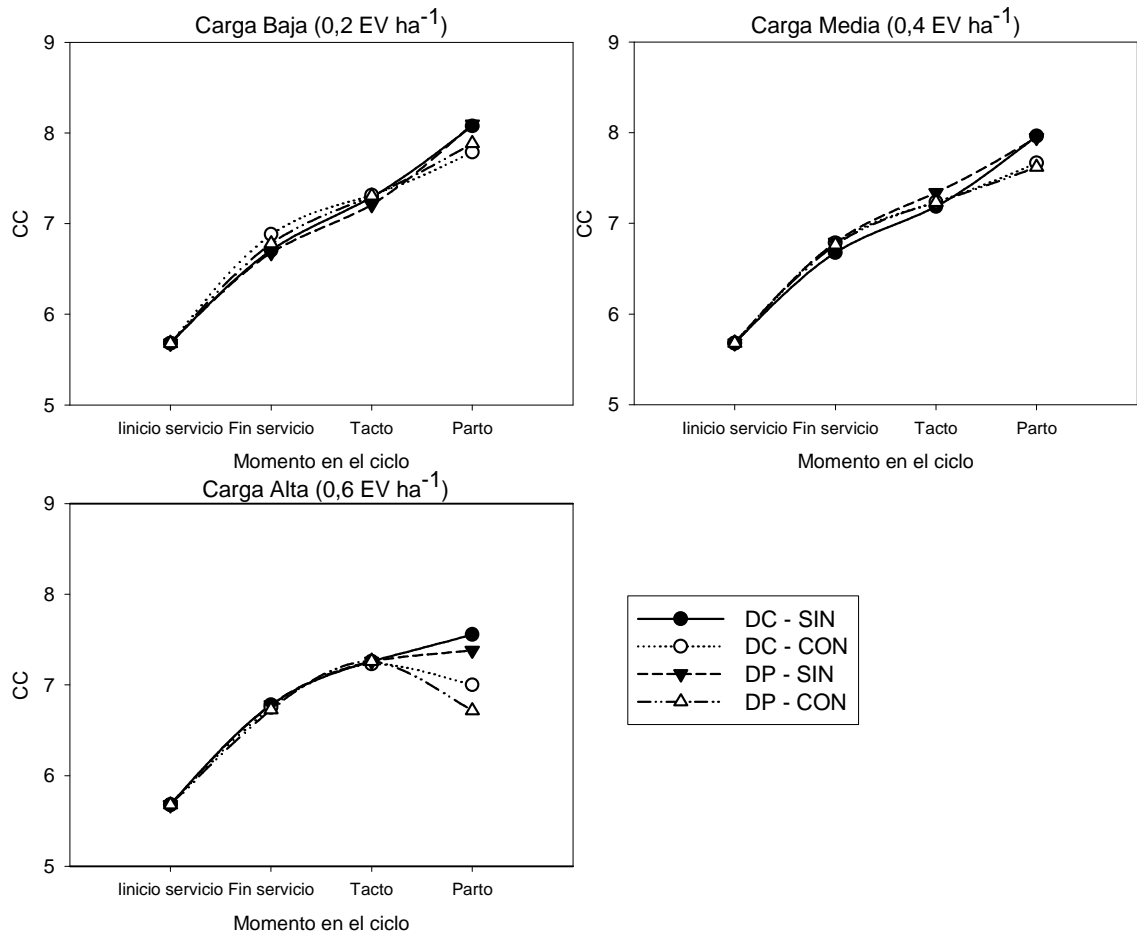 Carga Baja (0,2 EV ha-1)
9
8
7
6
5
CC
Iinicio servicio Fin servicio Tacto Parto
Momento en el ciclo
Carga Media (0,4 EV ha-1)
9
8
7
6
5
CC
Iinicio servicio Fin servicio Tacto Parto
Momento en el ciclo
Carga Alta (0,6 EV ha-1)
9
8
7
6
5
CC
Iinicio servicio Fin servicio Tacto Parto
Momento en el ciclo
DC - SIN
DC - CON
DP - SIN
DP - CON